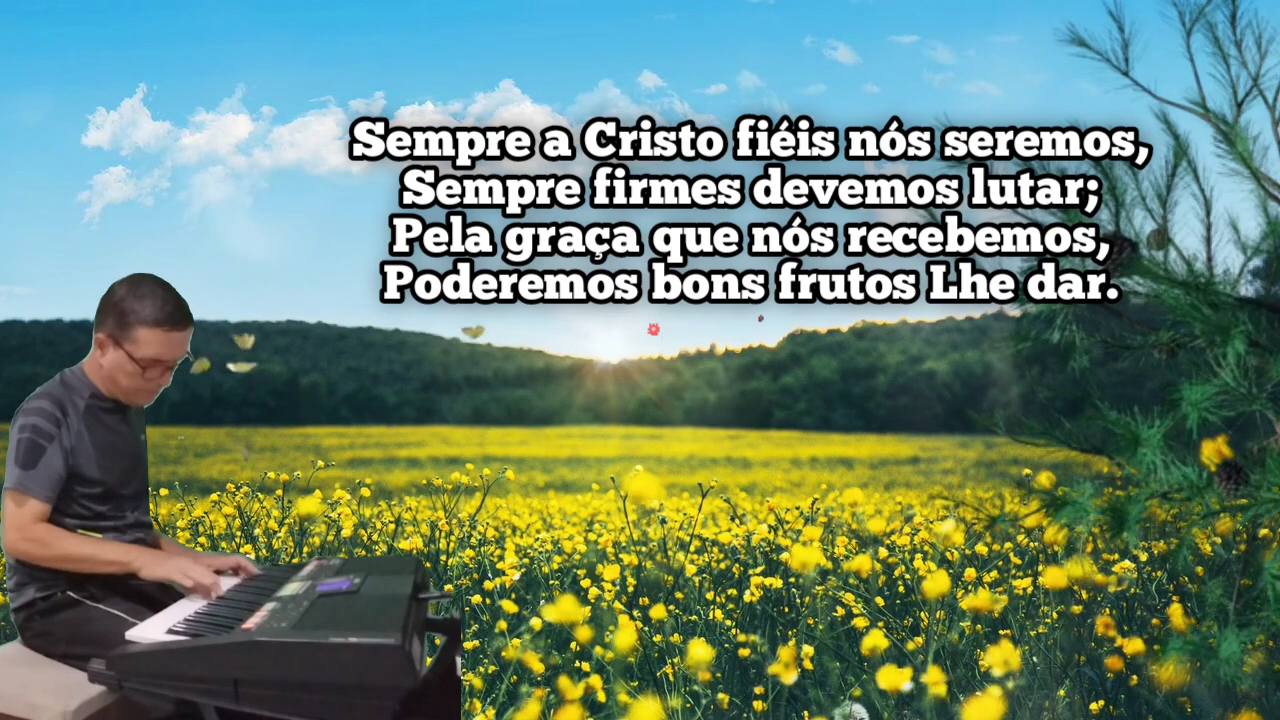 Sempre a Cristo fiéis nós seremos,
Sempre firmes devemos lutar;
Pela graça que nós recebemos,
Poderemos bons frutos Lhe dar.